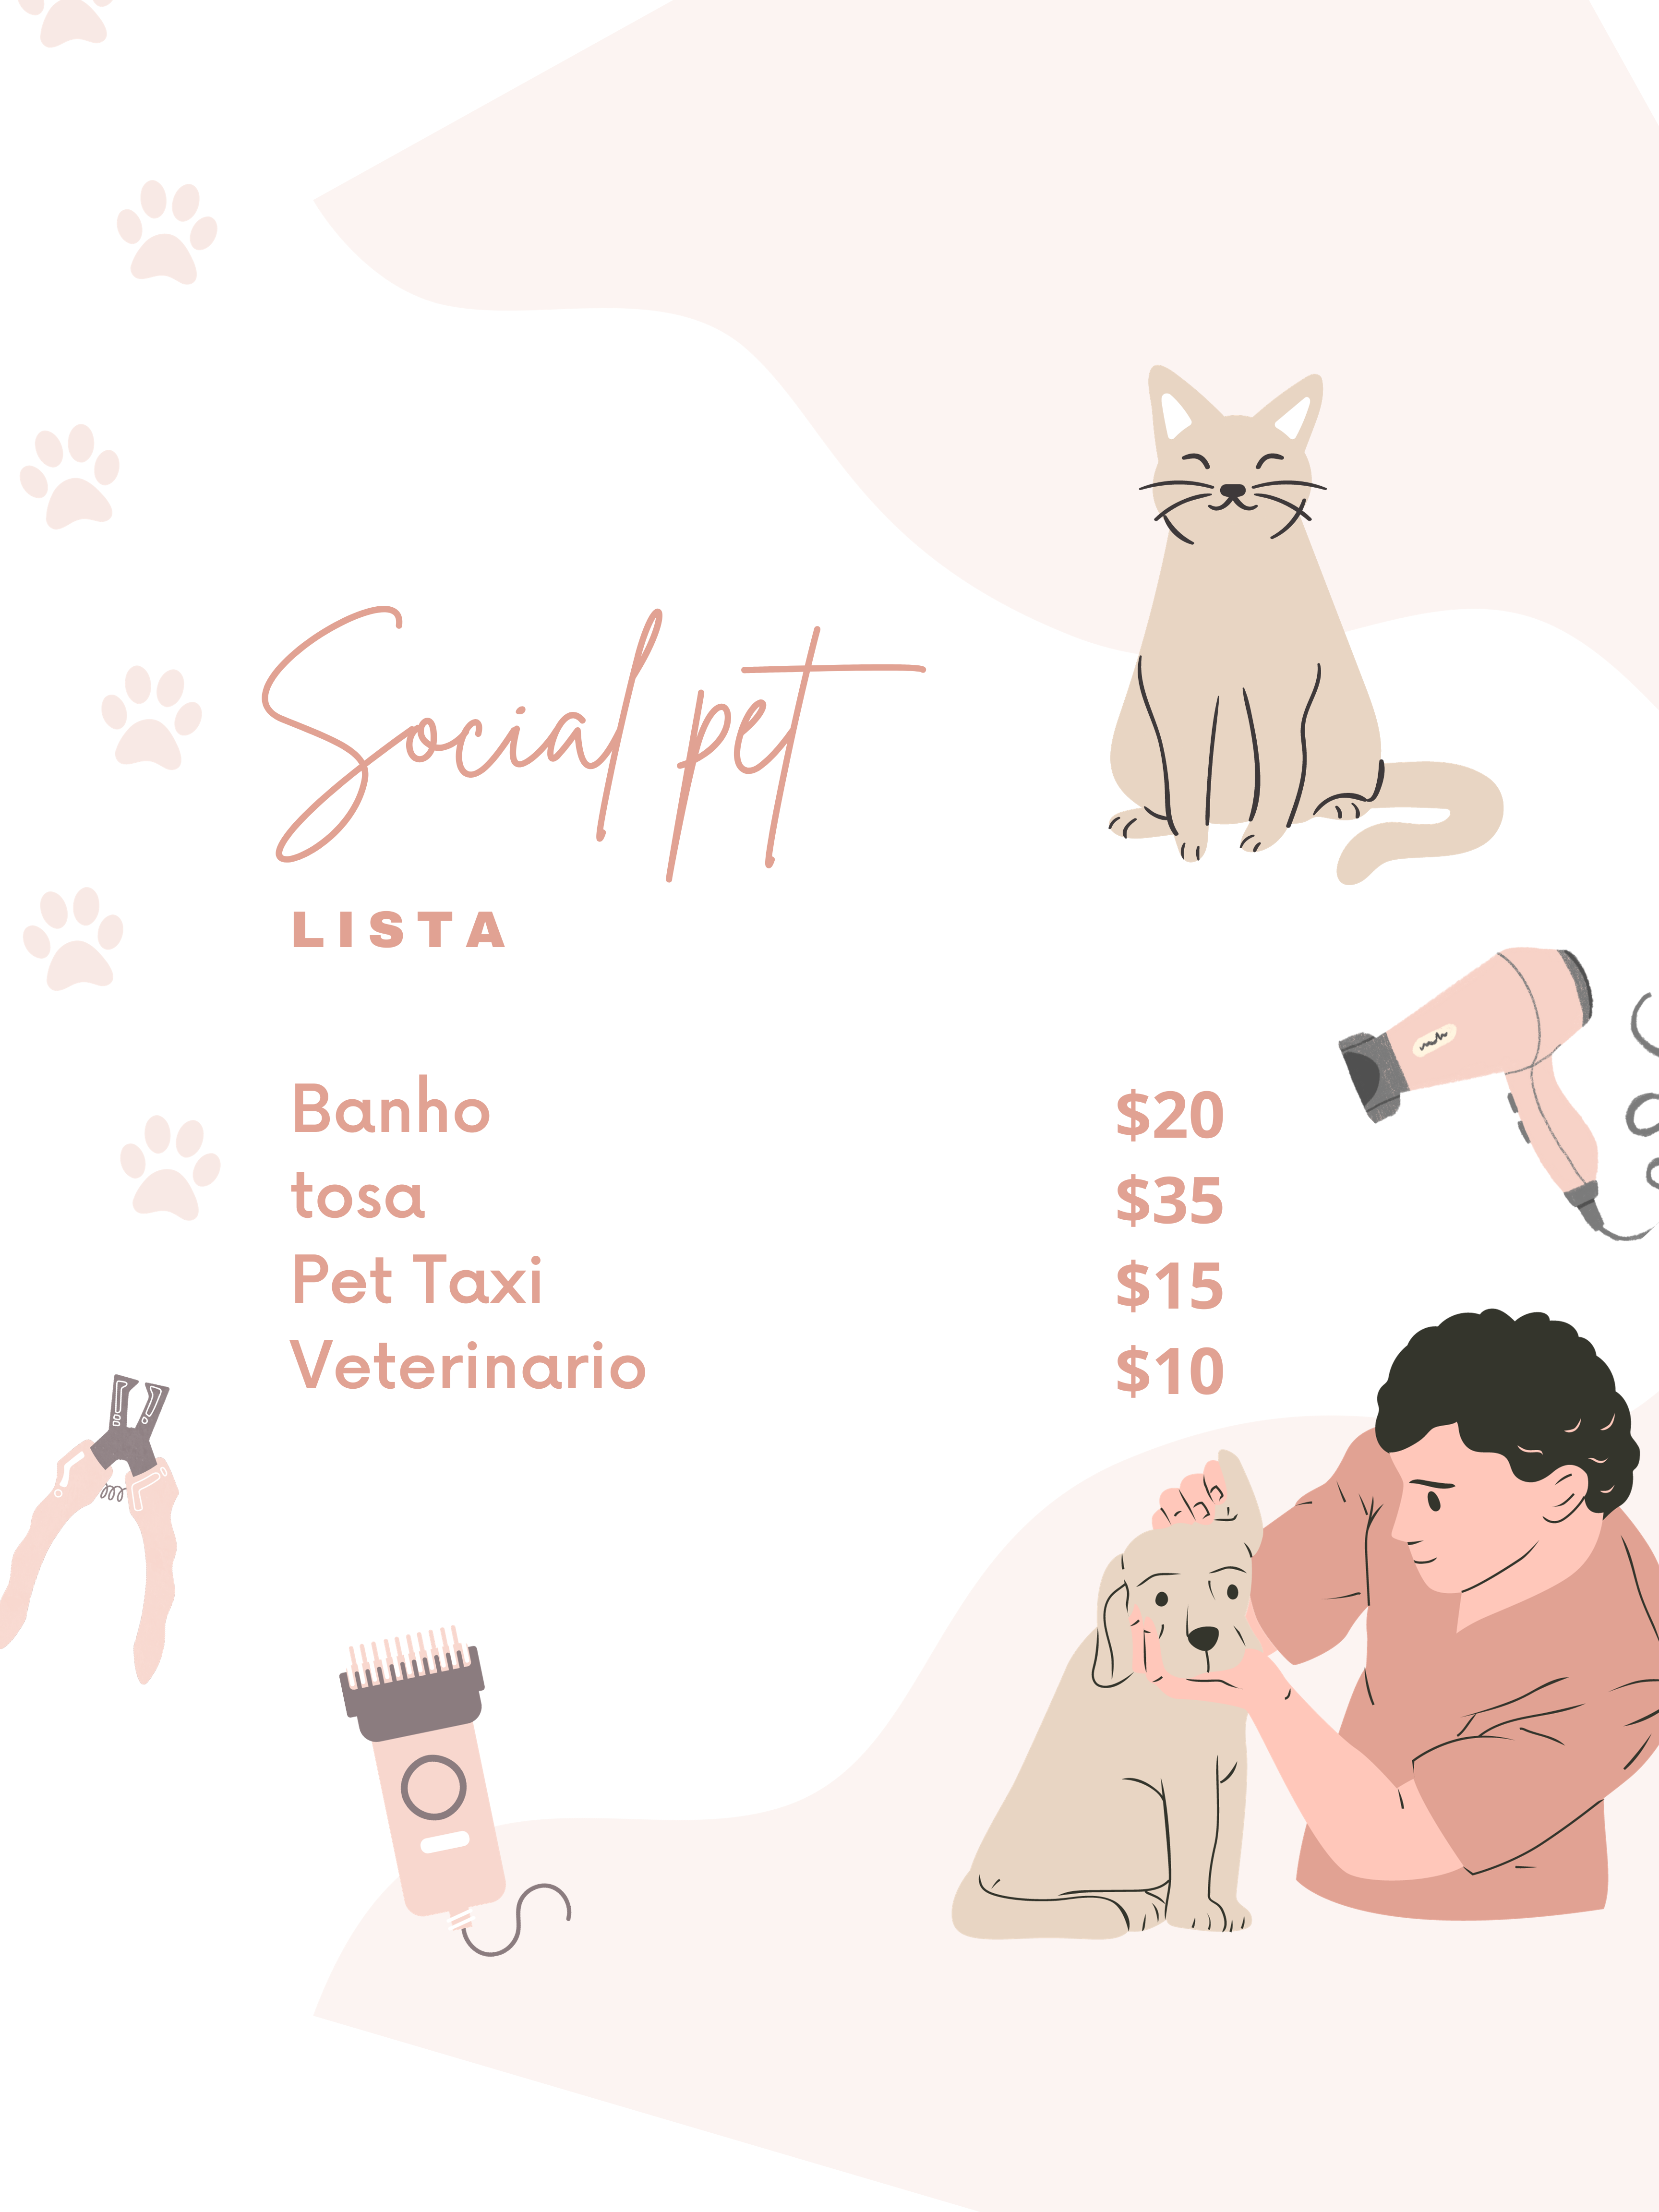 Social pet
LISTA
Banho $20
tosa $35
Pet Taxi $15
Veterinario $10